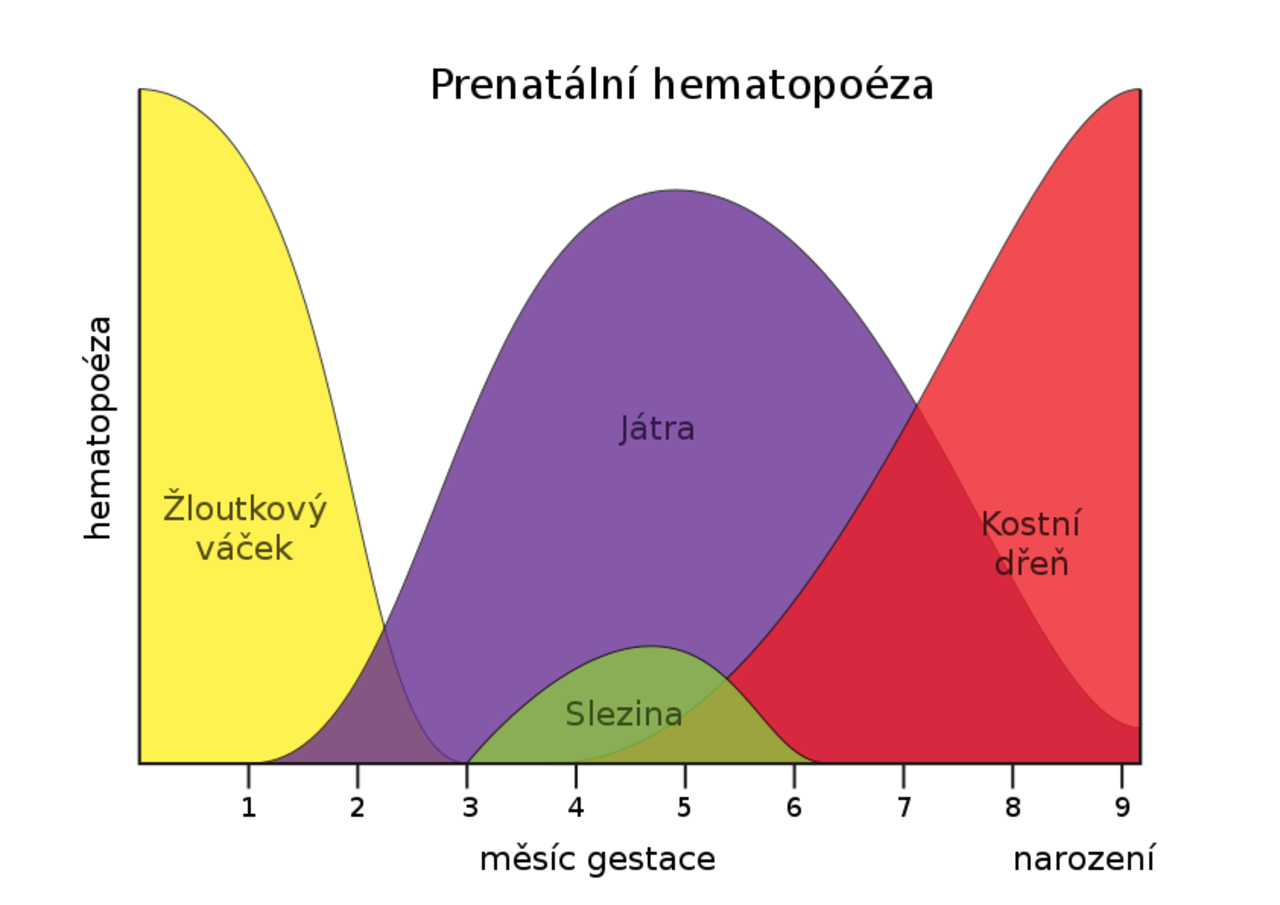 Prenatální hematopoéza
hematopoéza
Žloutkový
váček
Játra
Slezina
Kostní
dřeň
1 2 3 4 5 6 7 8 9
měsíc gestace narození